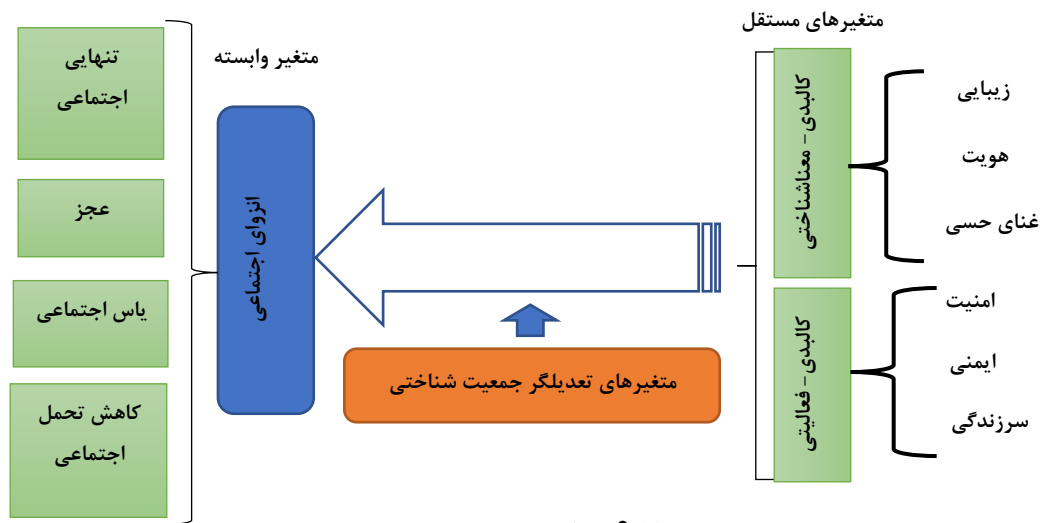 متغیرهای مستقل
کالبدی - معناشناختی
زیبایی
هویت
غنای حسی
کالبدی - فعالیتی
امنیت
ایمنی
سرزندگی
متغیرهای تعدیلگر جمعیت شناختی
متغیر وابسته
انزوای اجتماعی
تنهایی
اجتماعی
عجز
یاس اجتماعی
کاهش تحمل
اجتماعی